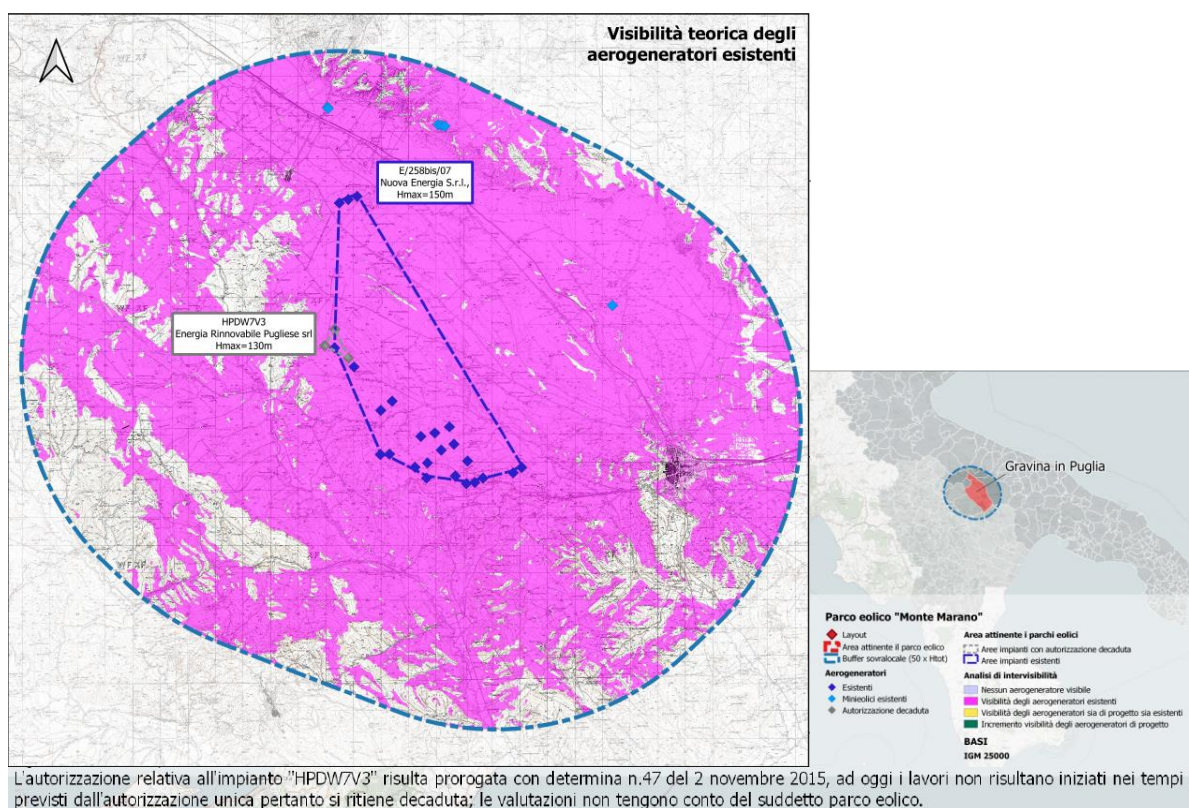 Visibilità teorica degli
aerogeneratori esistenti
E/258bis/07
Nuova Energia S.r.l.,
Hmax=150m
HPDW7V3
Energia Rinnovabile Pugliese srl
Hmax=130m
Gravina in Puglia
Parco eolico "Monte Marano"
Layout
Area attinente il parco eolico
Buffer sovralocale (50 x Htot)
Aerogeneratori
Esistenti
Minieolici esistenti
Autorizzazione decaduta
Area attinente i parchi eolici
Aree impianti con autorizzazione decaduta
Aree impianti esistenti
Analisi di intervisibilità
Nessun aerogeneratore visibile
Visibilità degli aerogeneratori esistenti
Visibilità degli aerogeneratori sia di progetto sia esistenti
Incremento visibilità degli aerogeneratori di progetto
BASI
IGM 25000
L'autorizzazione relativa all'impianto "HPDW7V3" risulta prorogata con determina n.47 del 2 novembre 2015, ad oggi i lavori non risultano iniziati nei tempi
previsti dall'autorizzazione unica pertanto si ritiene decaduta; le valutazioni non tengono conto del suddetto parco eolico.